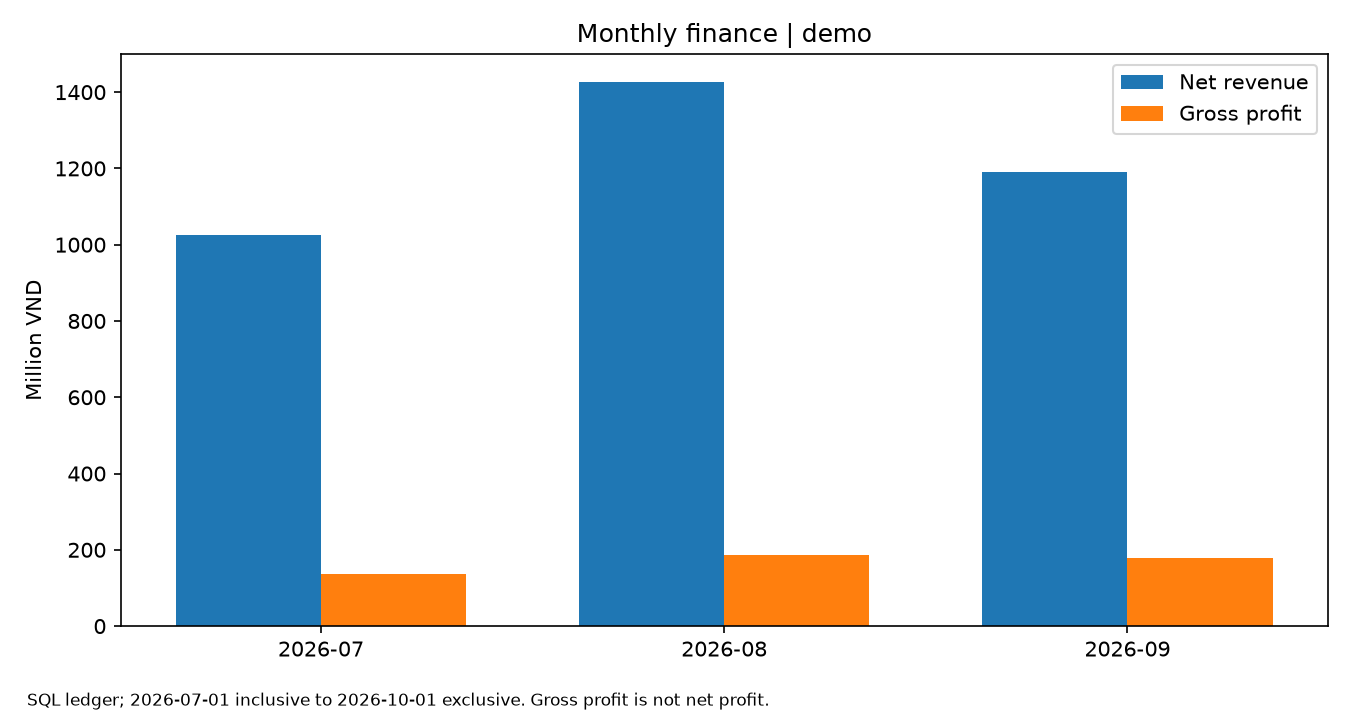 Monthly finance | demo
Net revenue
Gross profit
Million VND
1400
1200
1000
800
600
400
200
0
2026-07 2026-08 2026-09
SQL ledger; 2026-07-01 inclusive to 2026-10-01 exclusive. Gross profit is not net profit.